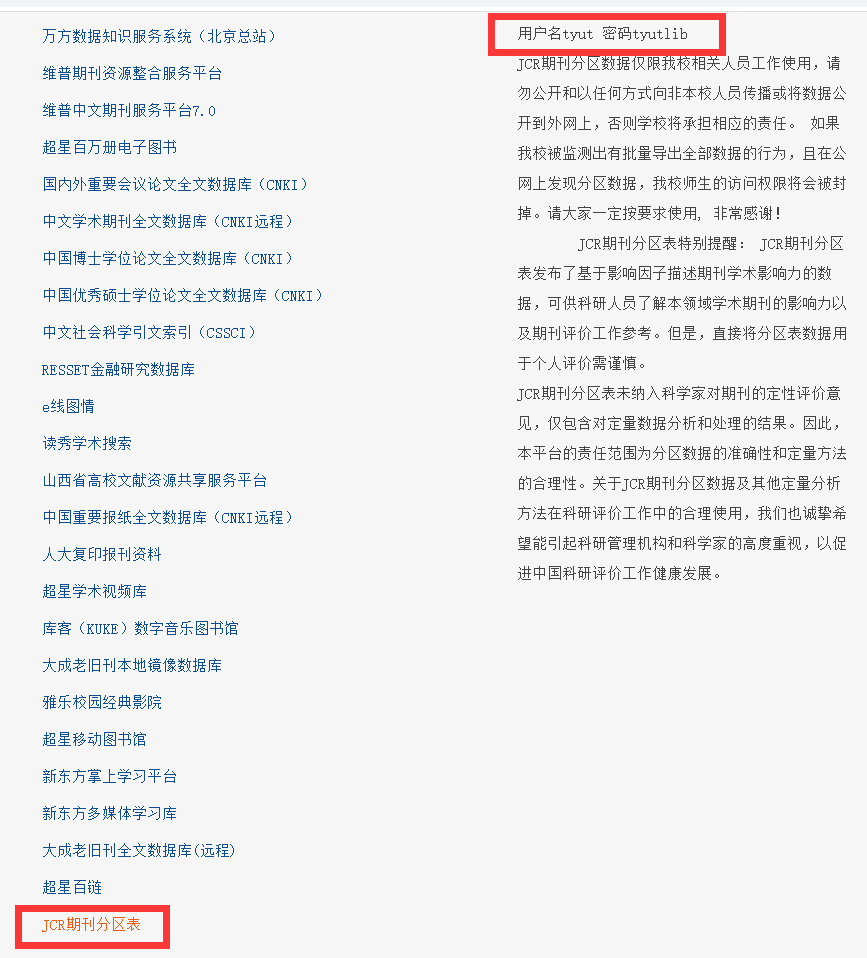 万方数据知识服务系统（北京总站）
维普期刊资源整合服务平台
维普中文期刊服务平台7.0
超星百万册电子图书
国内外重要会议论文全文数据库（CNKI）
中文学术期刊全文数据库（CNKI远程）
中国博士学位论文全文数据库（CNKI）
中国优秀硕士学位论文全文数据库（CNKI）
中文社会科学引文索引（CSSCI）
RESSET金融研究数据库
e线图情
读秀学术搜索
山西省高校文献资源共享服务平台
中国重要报纸全文数据库（CNKI远程）
人大复印报刊资料
超星学术视频库
库客（KUKE）数字音乐图书馆
大成老旧刊本地镜像数据库
雅乐校园经典影院
超星移动图书馆
新东方掌上学习平台
新东方多媒体学习库
大成老旧刊全文数据库(远程)
超星百链
JCR期刊分区表
用户名tyut 密码tyutlib
JCR期刊分区数据仅限我校相关人员工作使用，请
勿公开和以任何方式向非本校人员传播或将数据公
开到外网上，否则学校将承担相应的责任。 如果
我校被监测出有批量导出全部数据的行为，且在公
网上发现分区数据，我校师生的访问权限将会被封
掉。请大家一定按要求使用, 非常感谢!
JCR期刊分区表特别提醒： JCR期刊分区
表发布了基于影响因子描述期刊学术影响力的数
据，可供科研人员了解本领域学术期刊的影响力以
及期刊评价工作参考。但是，直接将分区表数据用
于个人评价需谨慎。
JCR期刊分区表未纳入科学家对期刊的定性评价意
见，仅包含对定量数据分析和处理的结果。因此，
本平台的责任范围为分区数据的准确性和定量方法
的合理性。关于JCR期刊分区数据及其他定量分析
方法在科研评价工作中的合理使用，我们也诚挚希
望能引起科研管理机构和科学家的高度重视，以促
进中国科研评价工作健康发展。